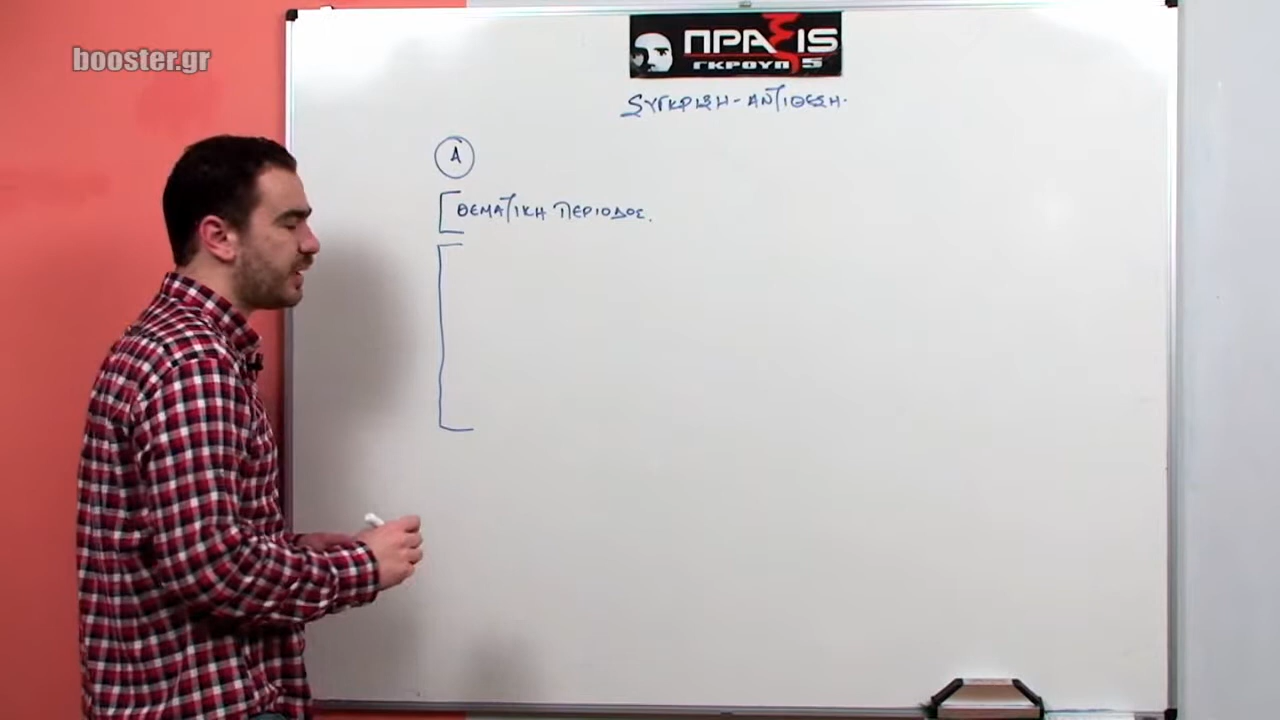 booster.gr
ΠΡΑΞIS
ΓΚΡΟΥΠ 5
ΣΥΓΚΡΙΣΗ-ΑΝΤΙΘΕΣΗ.
Α
ΘΕΜΑΤΙΚΗ ΠΕΡΙΟΔΟΣ.